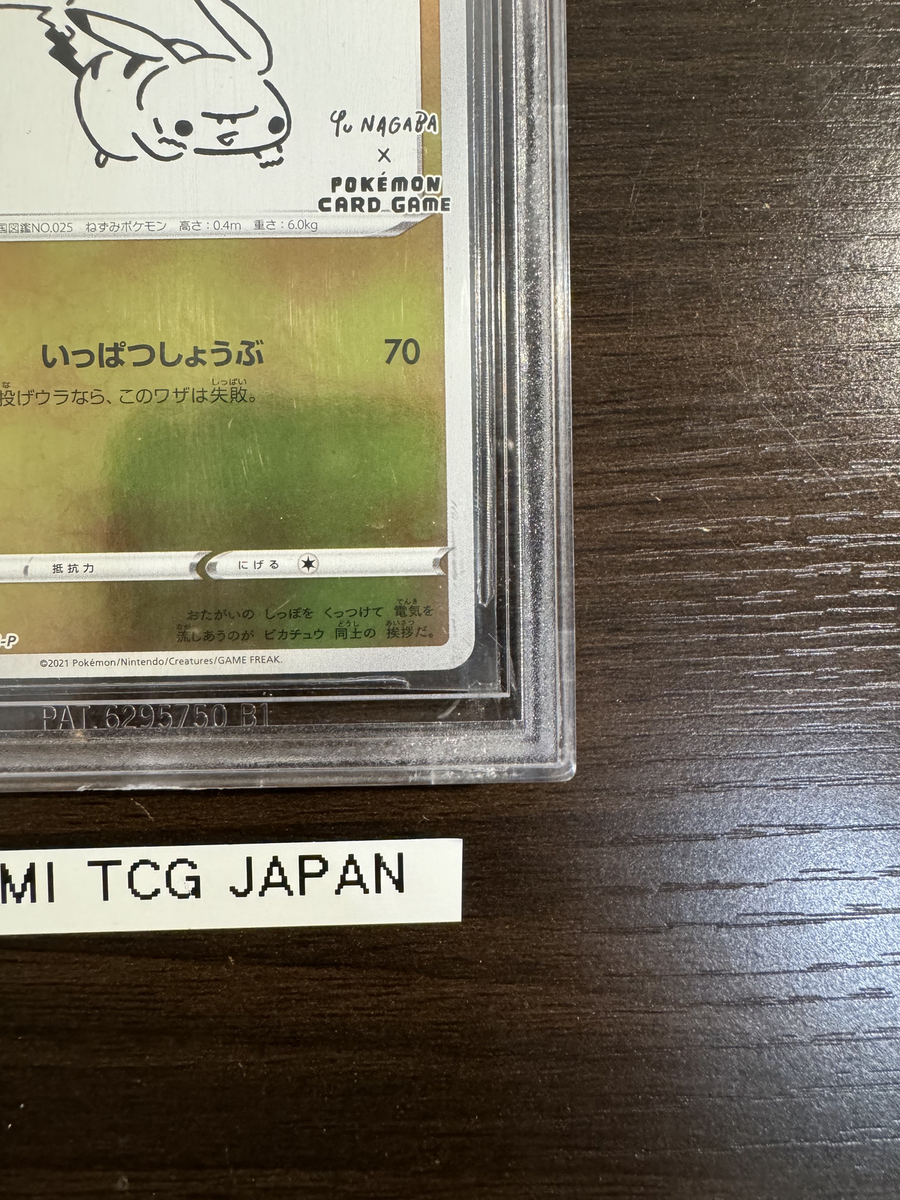 Yu NAGABA
×
POKÉMON
CARD GAME
国図鑑NO.025 ねずみポケモン 高さ:0.4m 重さ:6.0kg
いっぱつしょうぶ 70
投げウラなら、このワザは失敗。
抵抗力 にげる
おたがいの しっぽを くっつけて 電気を
流しあうのが ピカチュウ 同士の 挨拶だ。
-P
©2021 Pokémon/Nintendo/Creatures/GAME FREAK.
PAT.6295750 B1
MI TCG JAPAN